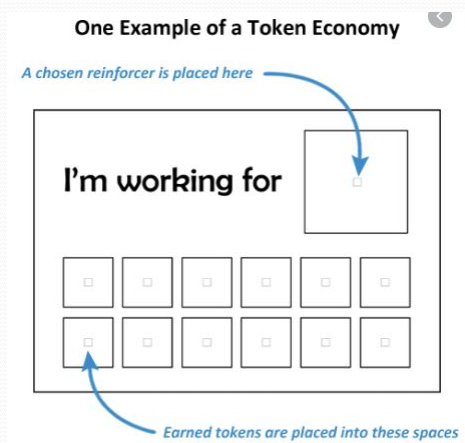 One Example of a Token Economy
A chosen reinforcer is placed here
I'm working for
Earned tokens are placed into these spaces